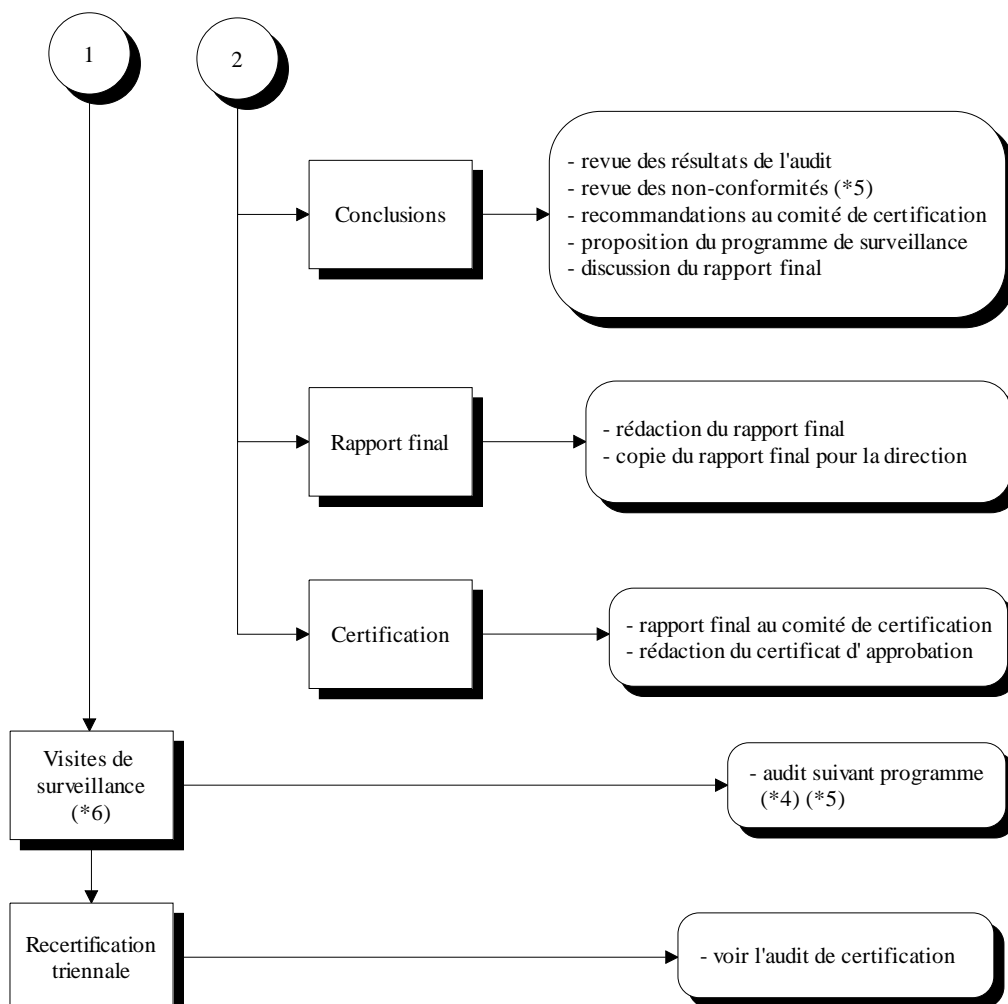 1
2
Conclusions
- revue des résultats de l'audit
- revue des non-conformités (*5)
- recommandations au comité de certification
- proposition du programme de surveillance
- discussion du rapport final
Rapport final
- rédaction du rapport final
- copie du rapport final pour la direction
Certification
- rapport final au comité de certification
- rédaction du certificat d' approbation
Visites de
surveillance
(*6)
- audit suivant programme
(*4) (*5)
Recertification
triennale
- voir l'audit de certification